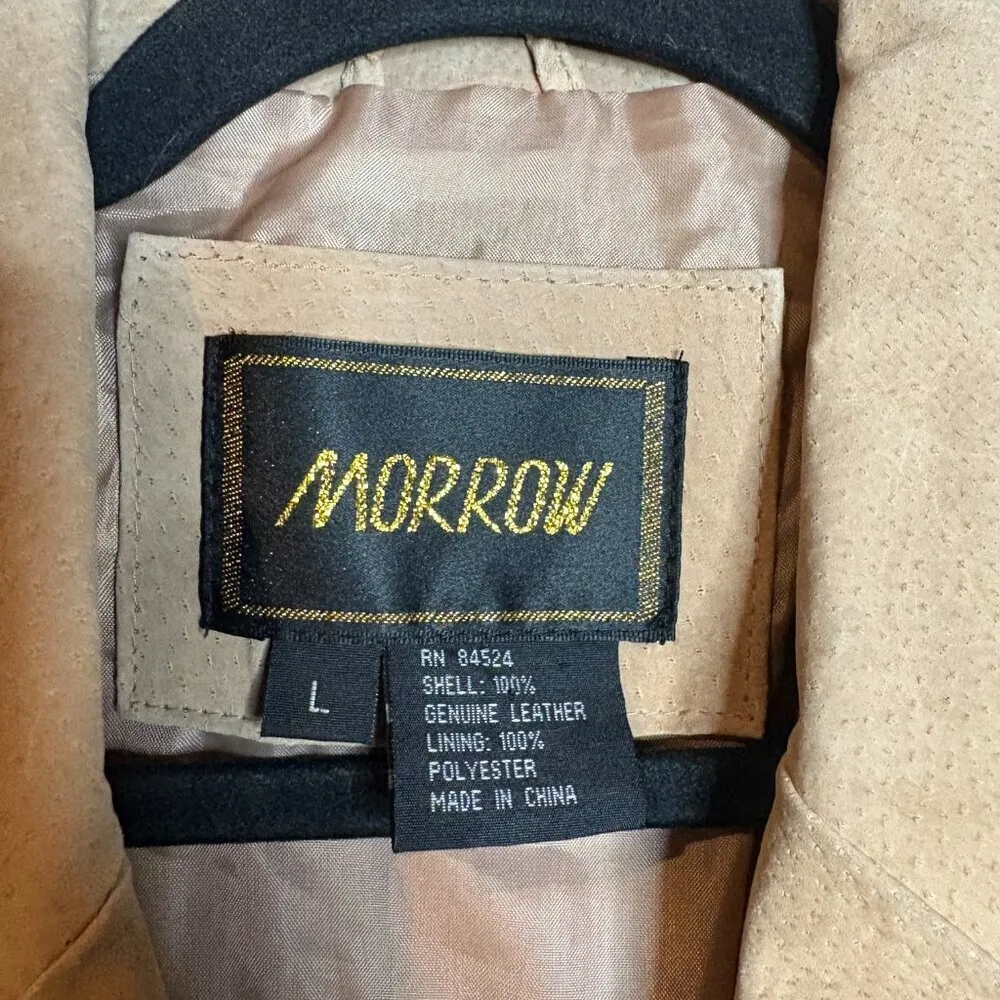 MORROW
L
RN 84524
SHELL: 100%
GENUINE LEATHER
LINING: 100%
POLYESTER
MADE IN CHINA